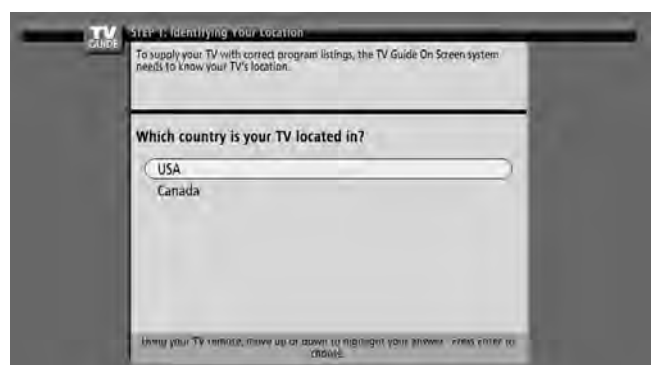 TV
GUIDE
STEP 1: Identifying Your Location
To supply your TV with correct program listings, the TV Guide On Screen system
needs to know your TV's location.
Which country is your TV located in?
USA
Canada
Using your TV remote, move up or down to highlight your answer. Press enter to
choose.